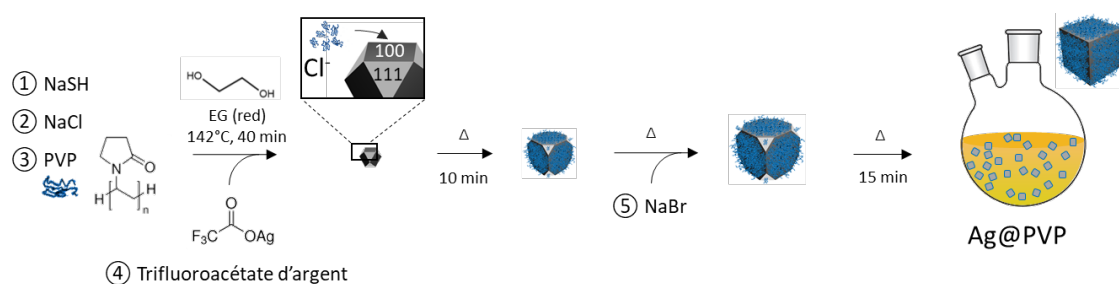 ① NaSH
② NaCl
③ PVP
N
O
H
H
n
HO
OH
EG (red)
142°C, 40 min
O
F₃C
OAg
④ Trifluoroacétate d'argent
Cl⁻
100
111
Δ
10 min
Δ
⑤ NaBr
Δ
15 min
Ag@PVP